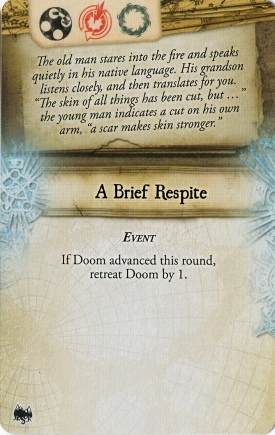 The old man stares into the fire and speaks
quietly in his native language. His grandson
listens closely, and then translates for you.
“The skin of all things has been cut, but … ”
the young man indicates a cut on his own
arm, “a scar makes skin stronger.”
A Brief Respite
Event
If Doom advanced this round,
retreat Doom by 1.